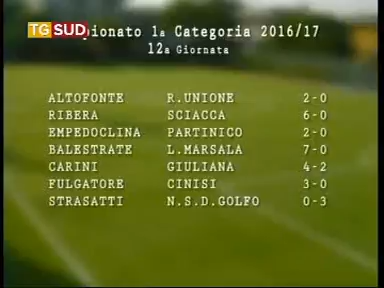 TG SUD pionato 1a Categoria 2016/17
12a Giornata
ALTOFONTE R.UNIONE 2-0
RIBERA SCIACCA 6-0
EMPEDOCLINA PARTINICO 2-0
BALESTRATE L.MARSALA 7-0
CARINI GIULIANA 4-2
FULGATORE CINISI 3-0
STRASATTI N.S.D.GOLFO 0-3